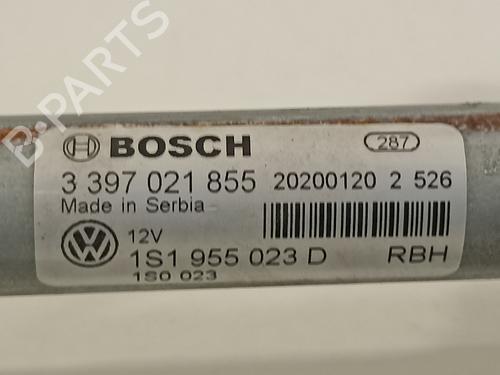 B-PARTS
BOSCH 287
3 397 021 855 20200120 2 526
Made in Serbia
12V
1S1 955 023 D RBH
1S0 023